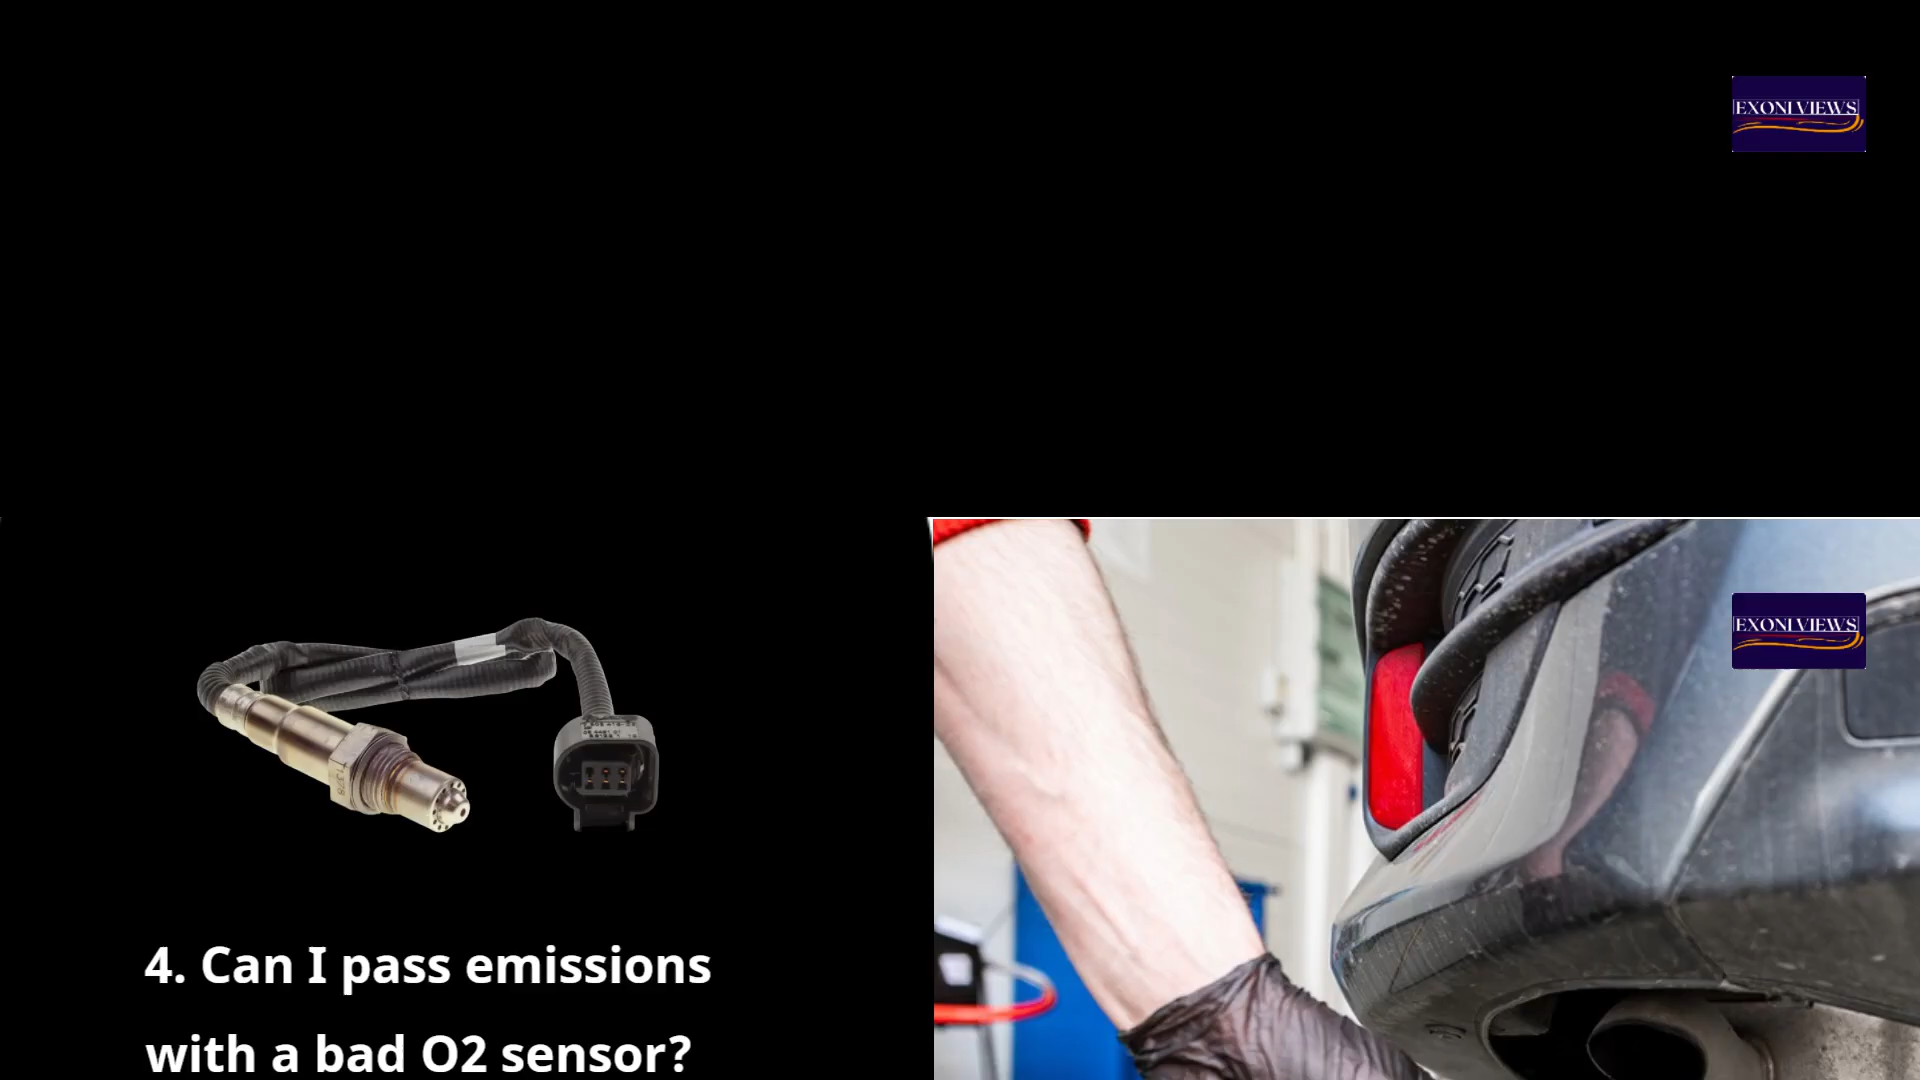 EXONI VIEWS
EXONI VIEWS
4. Can I pass emissions
with a bad O2 sensor?